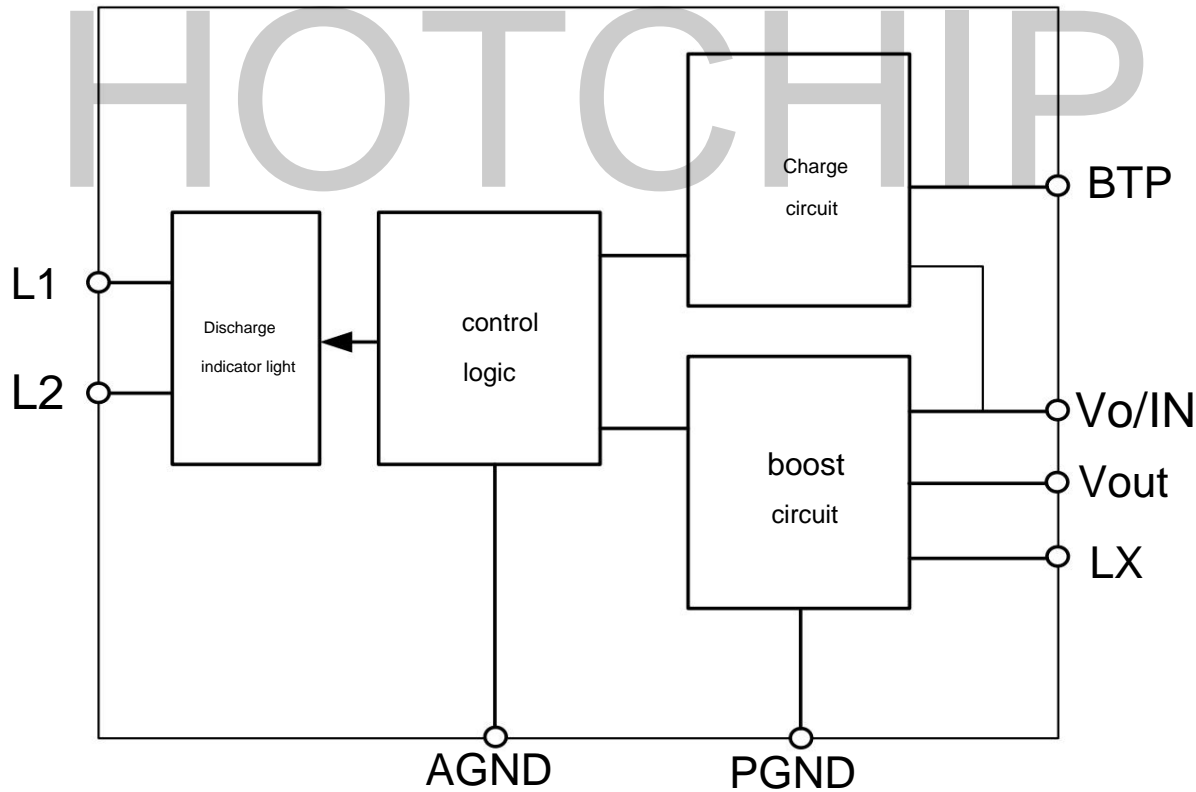 HOTCHIP
Charge
circuit
BTP
L1
Discharge
indicator light
L2
control
logic
Vo/IN
boost
circuit
Vout
LX
AGND
PGND